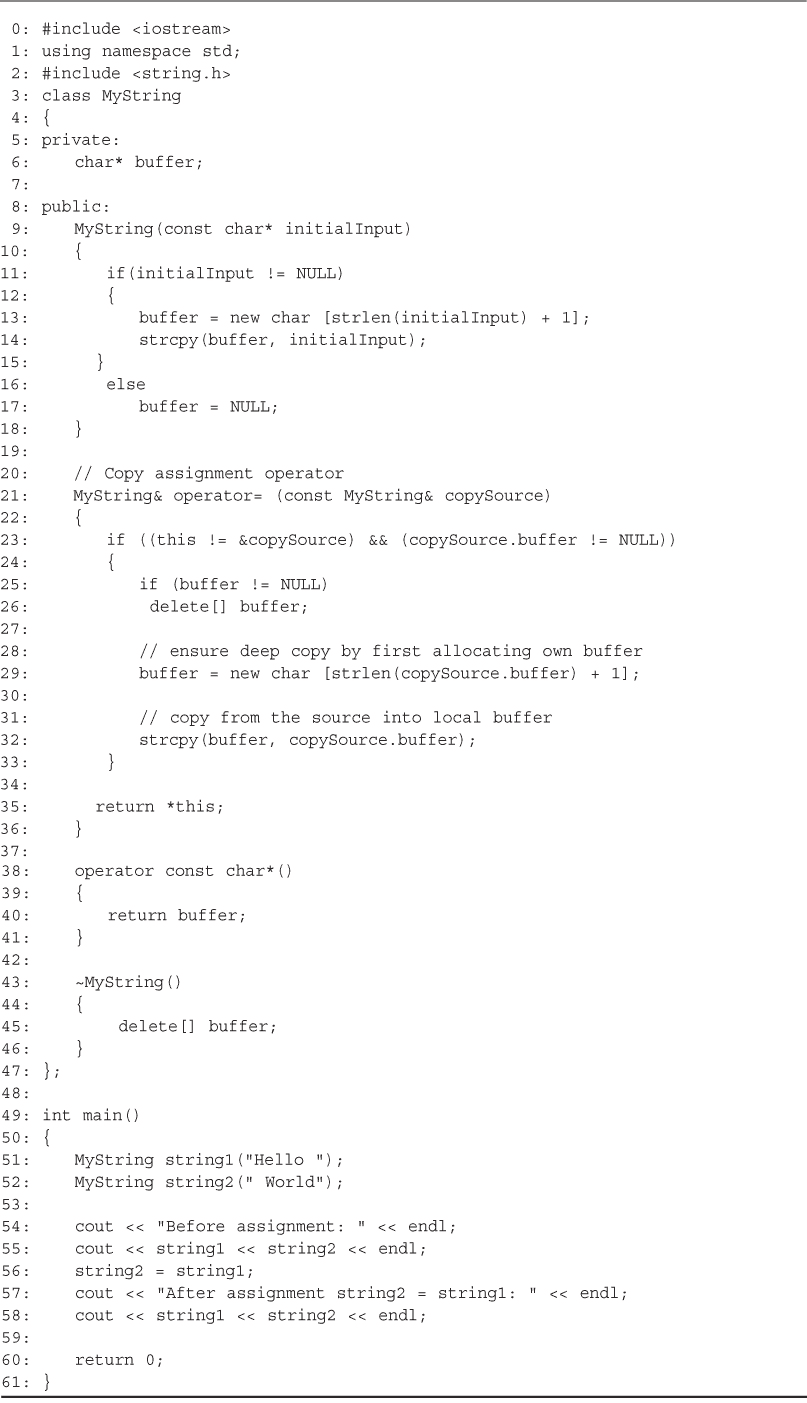 0: #include <iostream>
1: using namespace std;
2: #include <string.h>
3: class MyString
4: {
5: private:
6:    char* buffer;
7:
8: public:
9:    MyString(const char* initialInput)
10:    {
11:       if(initialInput != NULL)
12:       {
13:          buffer = new char [strlen(initialInput) + 1];
14:          strcpy(buffer, initialInput);
15:      }
16:       else
17:          buffer = NULL;
18:    }
19:
20:    // Copy assignment operator
21:    MyString& operator= (const MyString& copySource)
22:    {
23:       if ((this != &copySource) && (copySource.buffer != NULL))
24:       {
25:          if (buffer != NULL)
26:           delete[] buffer;
27:
28:          // ensure deep copy by first allocating own buffer
29:          buffer = new char [strlen(copySource.buffer) + 1];
30:
31:          // copy from the source into local buffer
32:          strcpy(buffer, copySource.buffer);
33:       }
34:
35:      return *this;
36:    }
37:
38:    operator const char*()
39:    {
40:       return buffer;
41:    }
42:
43:    ~MyString()
44:    {
45:        delete[] buffer;
46:    }
47: };
48:
49: int main()
50: {
51:    MyString string1("Hello ");
52:    MyString string2(" World");
53:
54:    cout << "Before assignment: " << endl;
55:    cout << string1 << string2 << endl;
56:    string2 = string1;
57:    cout << "After assignment string2 = string1: " << endl;
58:    cout << string1 << string2 << endl;
59:
60:    return 0;
61: }